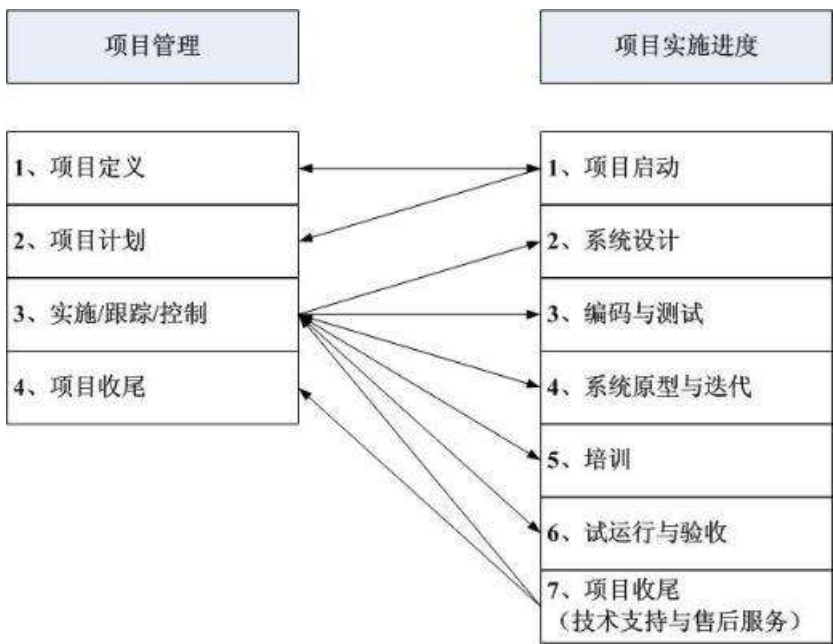 项目管理
项目实施进度
1、项目定义
2、项目计划
3、实施/跟踪/控制
4、项目收尾
1、项目启动
2、系统设计
3、编码与测试
4、系统原型与迭代
5、培训
6、试运行与验收
7、项目收尾
（技术支持与售后服务）